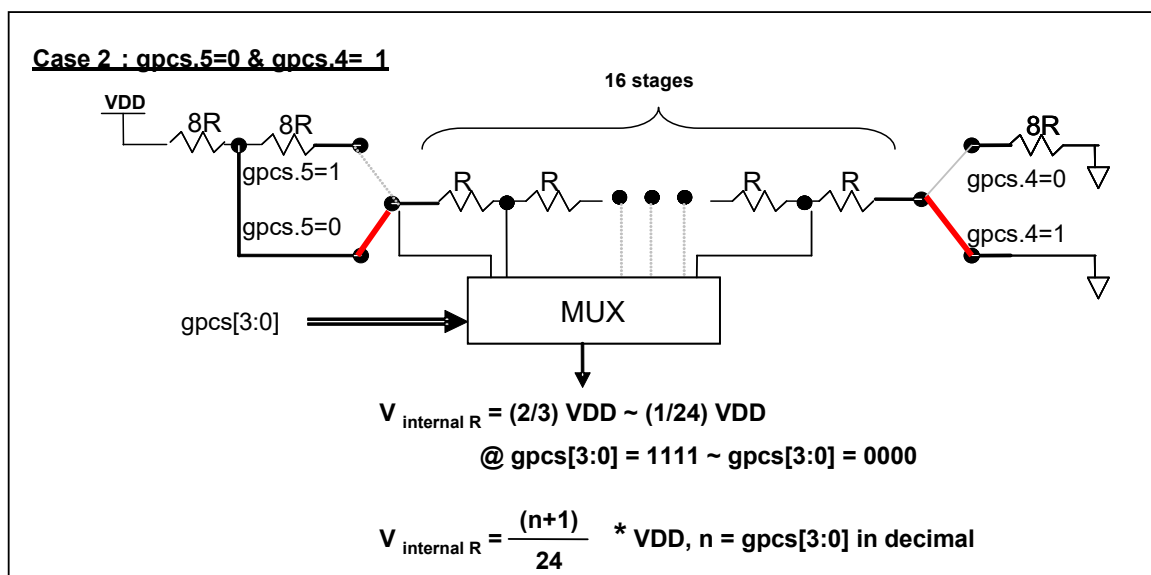 Case 2 : gpcs.5=0 & gpcs.4= 1
16 stages
VDD
8R
8R
8R
gpcs.5=1
gpcs.4=0
R
R
R
R
gpcs.5=0
gpcs.4=1
MUX
gpcs[3:0]
V internal R = (2/3) VDD ~ (1/24) VDD
@ gpcs[3:0] = 1111 ~ gpcs[3:0] = 0000
V internal R = (n+1) / 24 * VDD, n = gpcs[3:0] in decimal